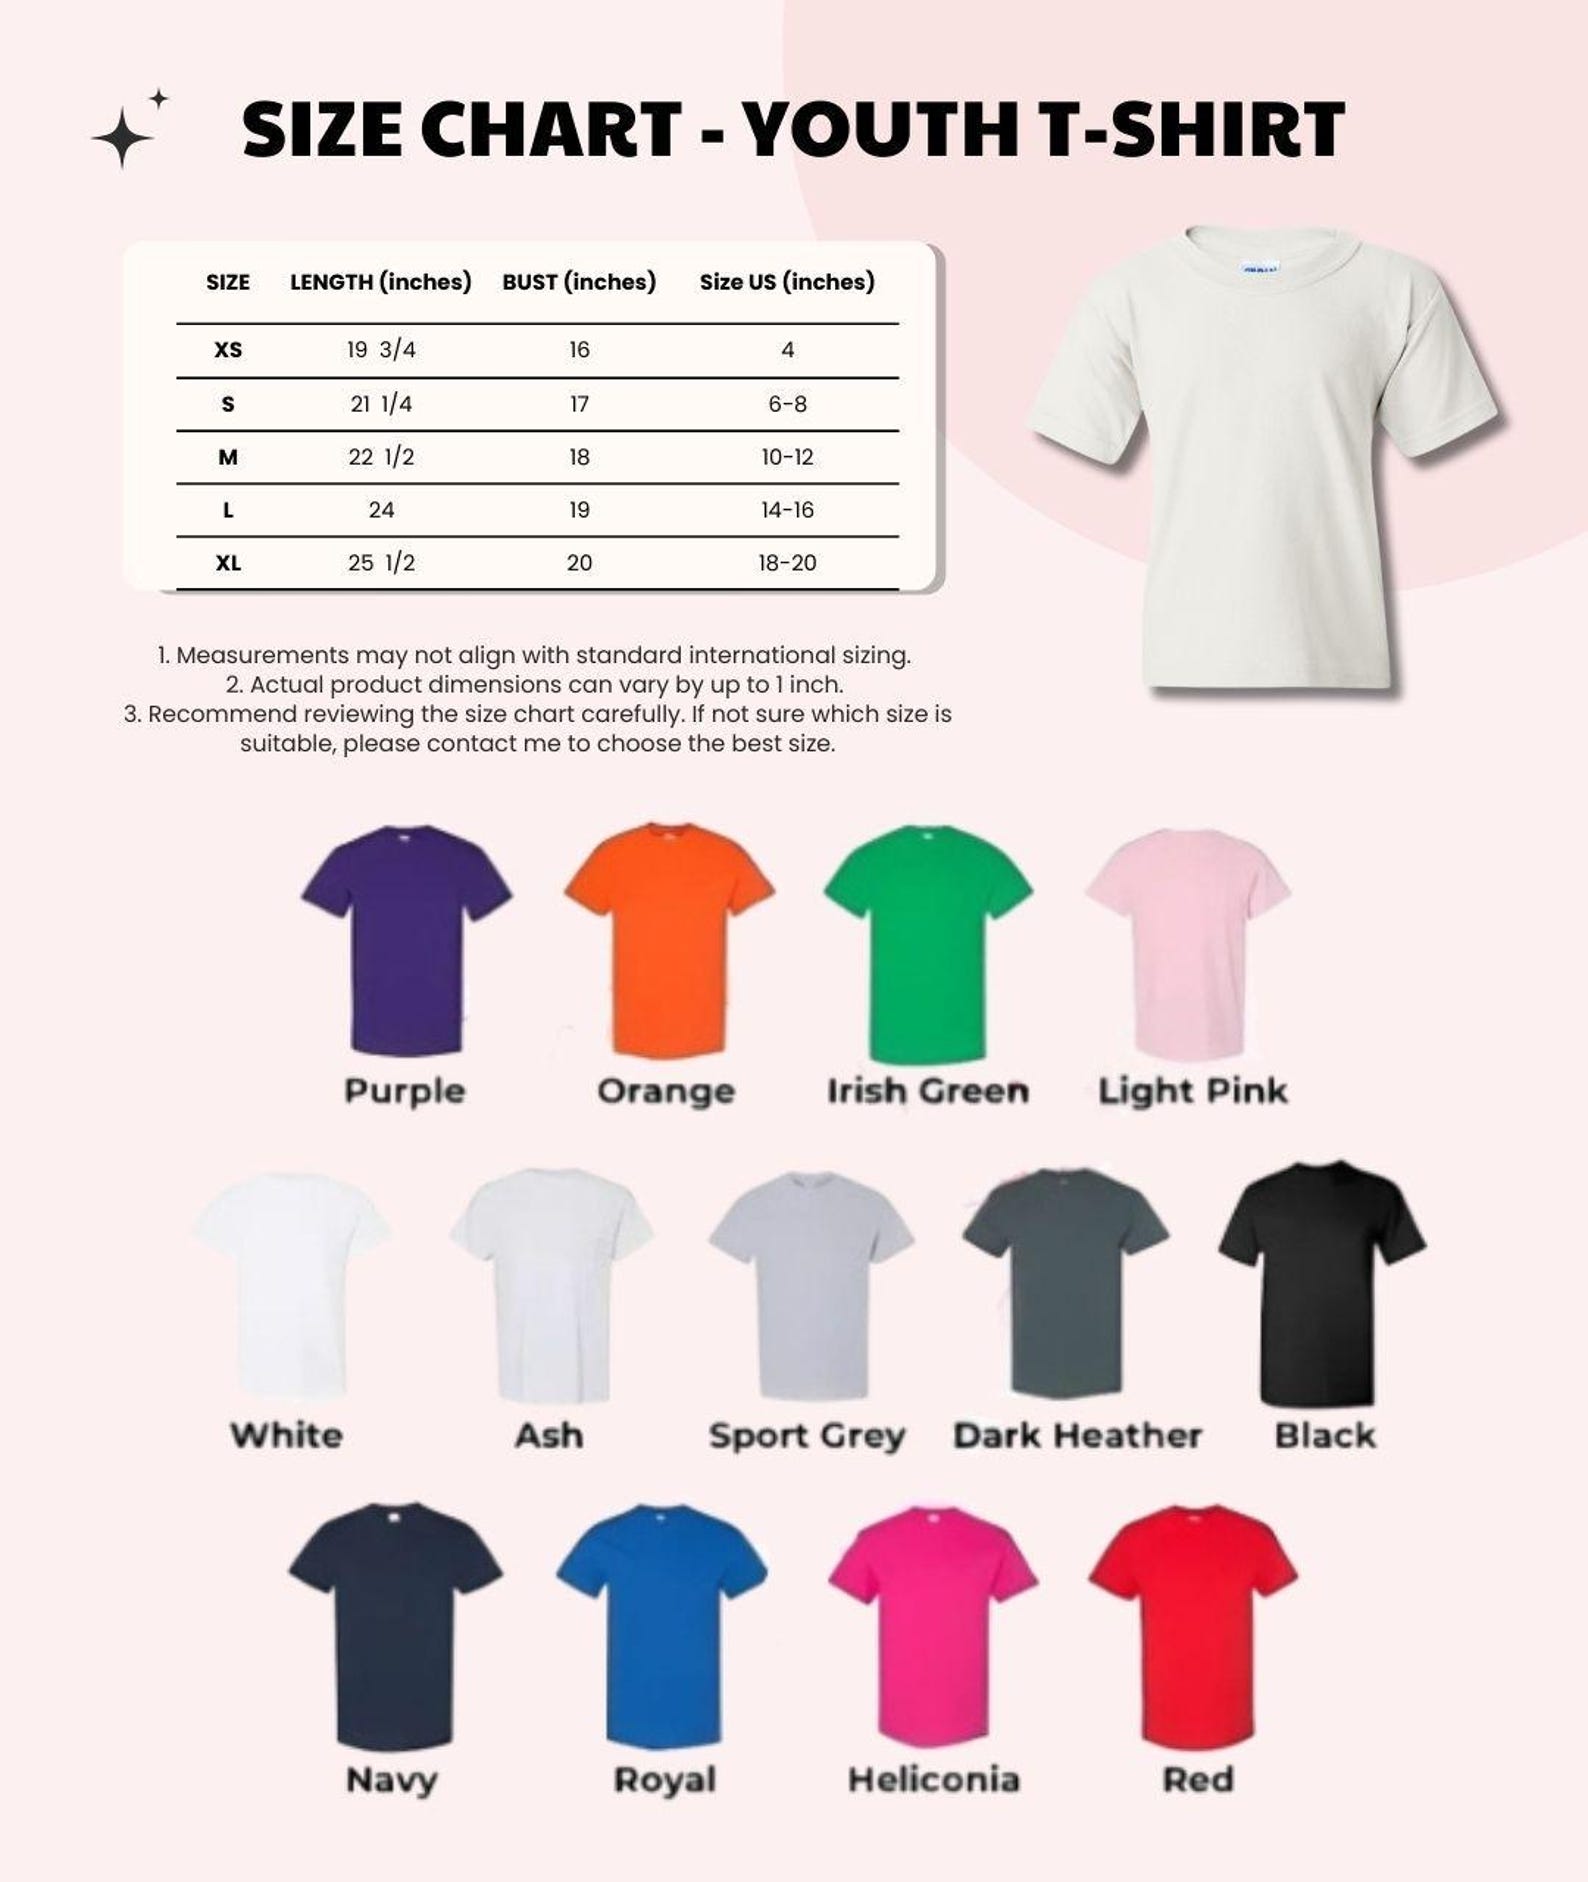 SIZE CHART - YOUTH T-SHIRT
SIZE LENGTH (inches) BUST (inches) Size US (inches)
XS 19 3/4 16 4
S 21 1/4 17 6-8
M 22 1/2 18 10-12
L 24 19 14-16
XL 25 1/2 20 18-20
1. Measurements may not align with standard international sizing.
2. Actual product dimensions can vary by up to 1 inch.
3. Recommend reviewing the size chart carefully. If not sure which size is
suitable, please contact me to choose the best size.
Purple Orange Irish Green Light Pink
White Ash Sport Grey Dark Heather Black
Navy Royal Heliconia Red